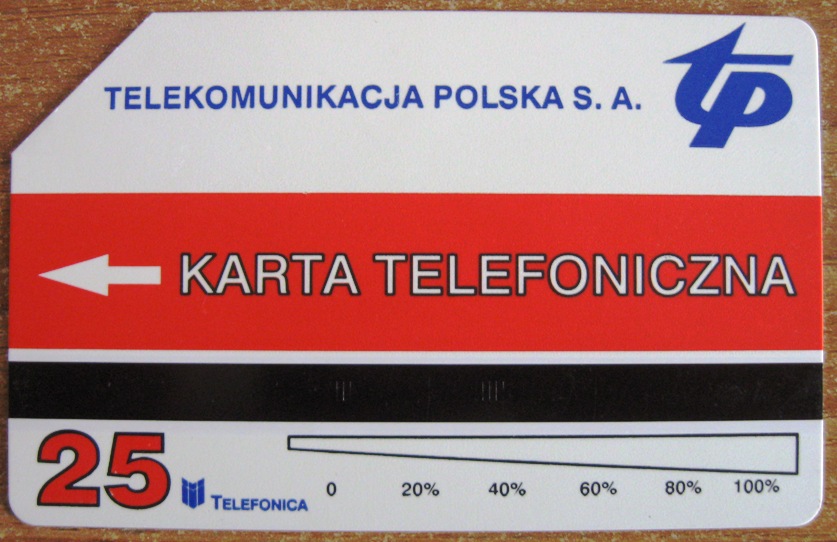 TELEKOMUNIKACJA POLSKA S. A.
tp
KARTA TELEFONICZNA
25
TELEFONICA
0 20% 40% 60% 80% 100%